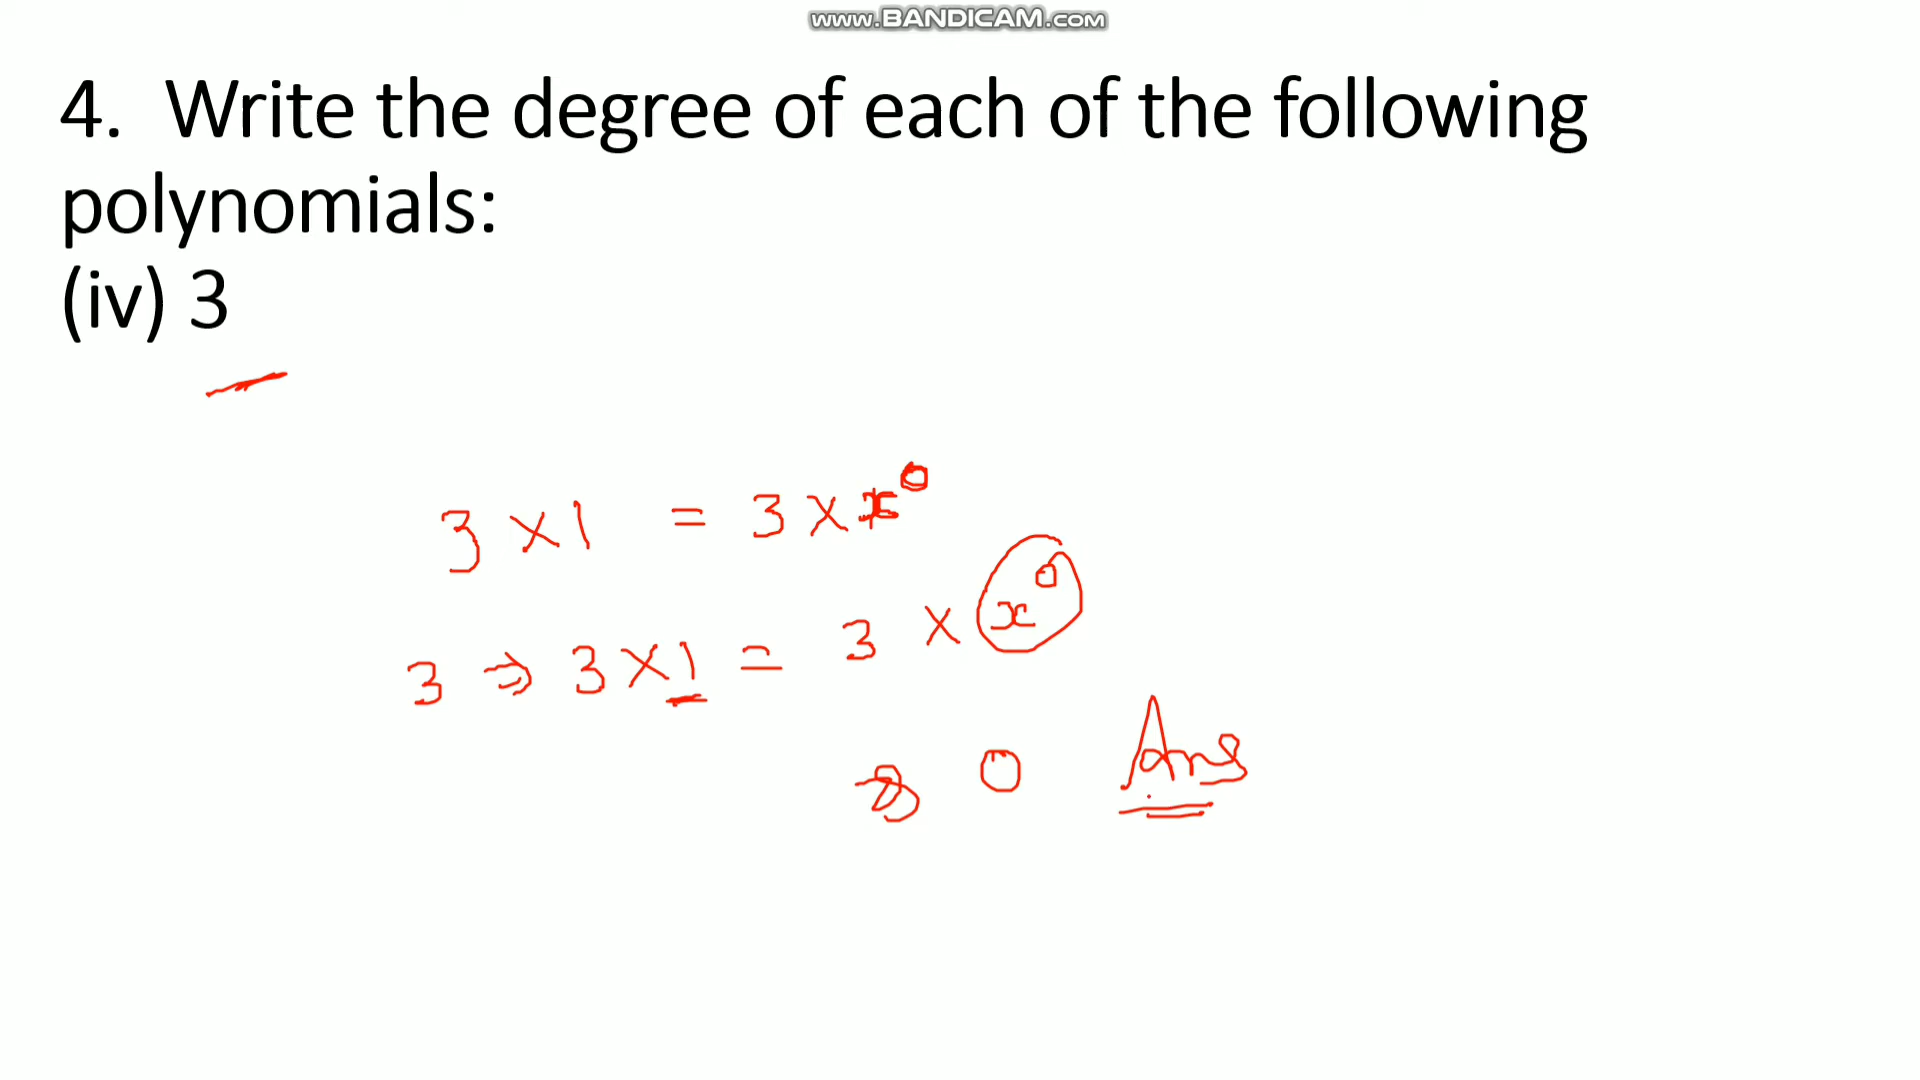 www.BANDICAM.com
4. Write the degree of each of the following
polynomials:
(iv) 3
3 × 1 = 3 × x⁰
3 ⇒ 3 × 1 = 3 × x⁰
⇒ 0 Ans